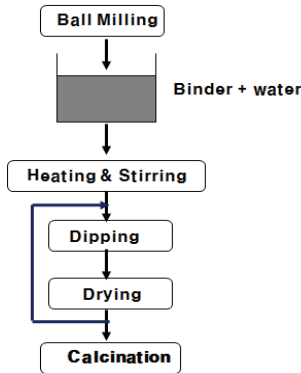 Ball Milling
Binder + water
Heating & Stirring
Dipping
Drying
Calcination